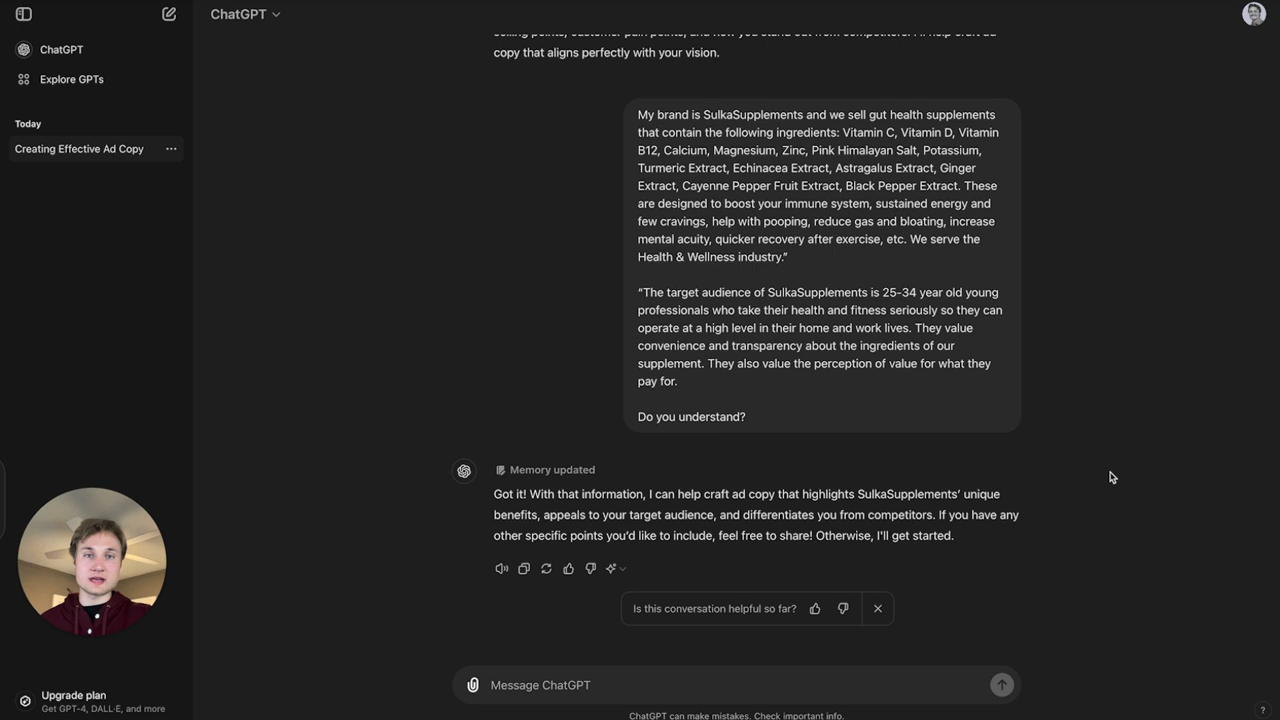 ChatGPT
ChatGPT
Explore GPTs
Today
Creating Effective Ad Copy
Upgrade plan
Get GPT-4, DALL·E, and more
copy that aligns perfectly with your vision.
My brand is SulkaSupplements and we sell gut health supplements
that contain the following ingredients: Vitamin C, Vitamin D, Vitamin
B12, Calcium, Magnesium, Zinc, Pink Himalayan Salt, Potassium,
Turmeric Extract, Echinacea Extract, Astragalus Extract, Ginger
Extract, Cayenne Pepper Fruit Extract, Black Pepper Extract. These
are designed to boost your immune system, sustained energy and
few cravings, help with pooping, reduce gas and bloating, increase
mental acuity, quicker recovery after exercise, etc. We serve the
Health & Wellness industry.”
“The target audience of SulkaSupplements is 25-34 year old young
professionals who take their health and fitness seriously so they can
operate at a high level in their home and work lives. They value
convenience and transparency about the ingredients of our
supplement. They also value the perception of value for what they
pay for.
Do you understand?
Memory updated
Got it! With that information, I can help craft ad copy that highlights SulkaSupplements’ unique
benefits, appeals to your target audience, and differentiates you from competitors. If you have any
other specific points you’d like to include, feel free to share! Otherwise, I'll get started.
Is this conversation helpful so far?
Message ChatGPT
ChatGPT can make mistakes. Check important info.
?